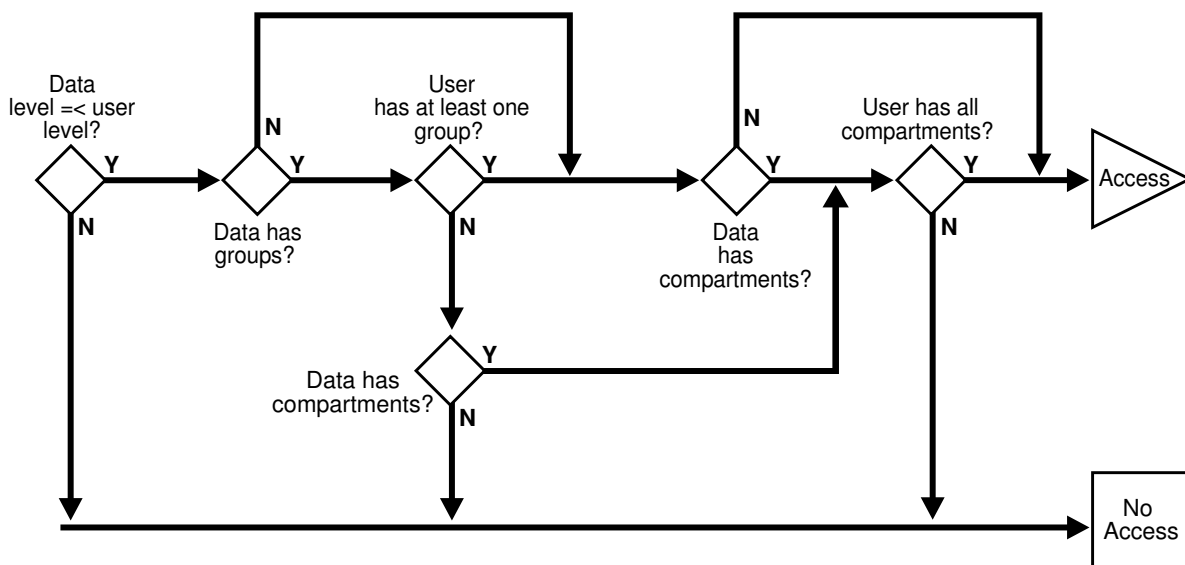 Data
level =< user
level?
Y
N
N
Y
Data has
groups?
User
has at least one
group?
Y
N
Data has
compartments?
Y
N
N
Y
Data
has
compartments?
User has all
compartments?
Y
N
Access
No
Access